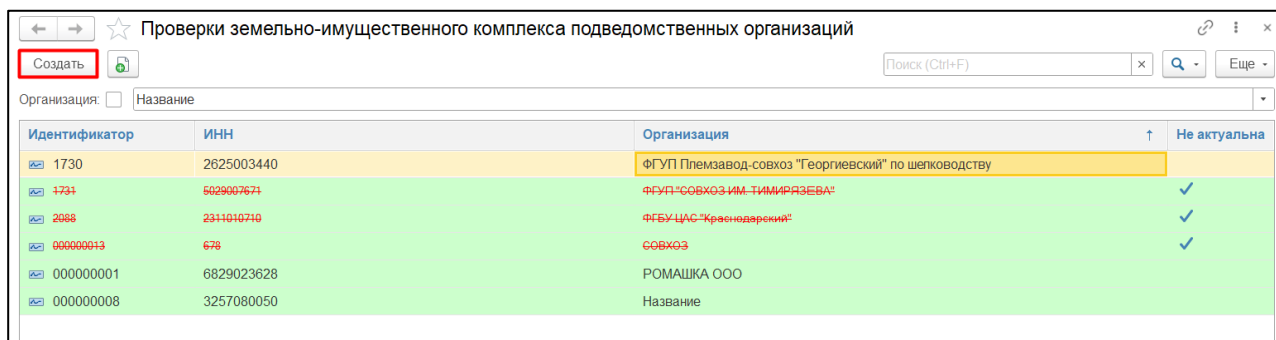 Проверки земельно-имущественного комплекса подведомственных организаций
Создать Поиск (Ctrl+F) Еще
Организация: Название
Идентификатор ИНН Организация Не актуальна
1730 2625003440 ФГУП Племзавод-совхоз "Георгиевский" по шелководству
1731 5029007671 ФГУП "СОВХОЗ ИМ. ТИМИРЯЗЕВА"
2088 2311010710 ФГБУ ЦАС "Краснодарский"
000000013 678 СОВХОЗ
000000001 6829023628 РОМАШКА ООО
000000008 3257080050 Название